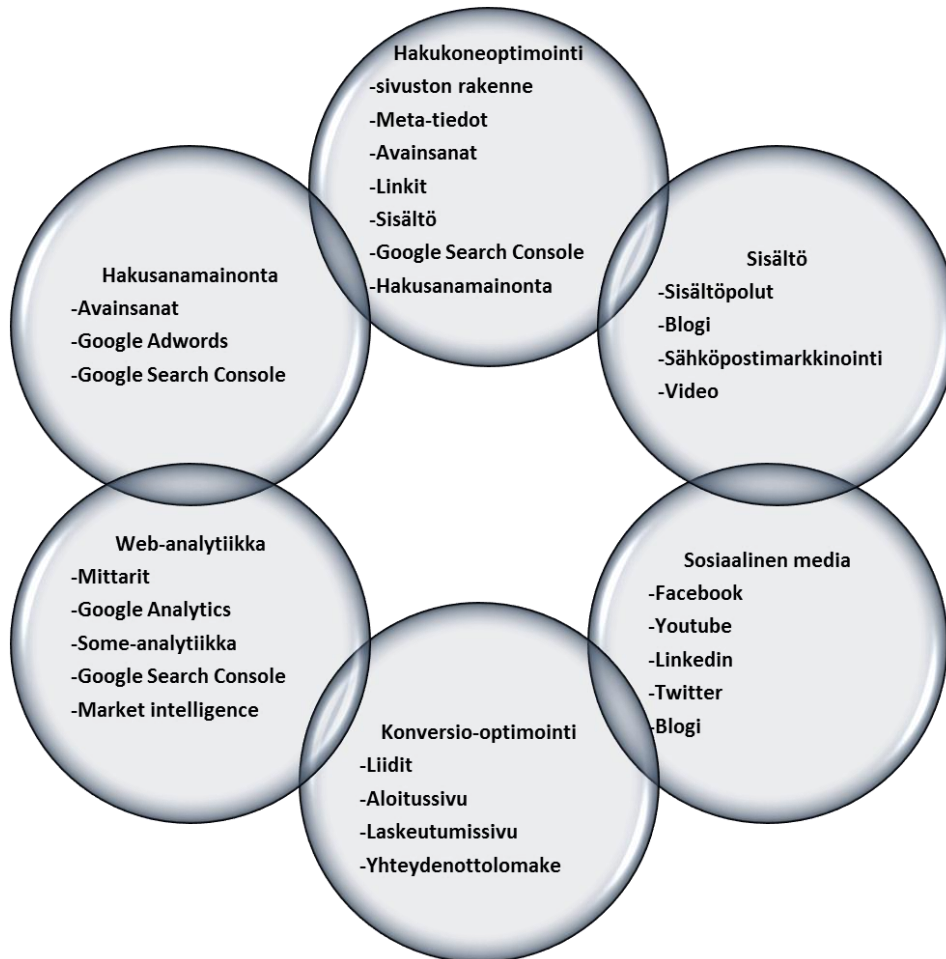 Hakukoneoptimointi
-sivuston rakenne
-Meta-tiedot
-Avainsanat
-Linkit
-Sisältö
-Google Search Console
-Hakusanamainonta
Sisältö
-Sisältöpolut
-Blogi
-Sähköpostimarkkinointi
-Video
Sosiaalinen media
-Facebook
-Youtube
-Linkedin
-Twitter
-Blogi
Konversio-optimointi
-Liidit
-Aloitussivu
-Laskeutumissivu
-Yhteydenottolomake
Web-analytiikka
-Mittarit
-Google Analytics
-Some-analytiikka
-Google Search Console
-Market intelligence
Hakusanamainonta
-Avainsanat
-Google Adwords
-Google Search Console